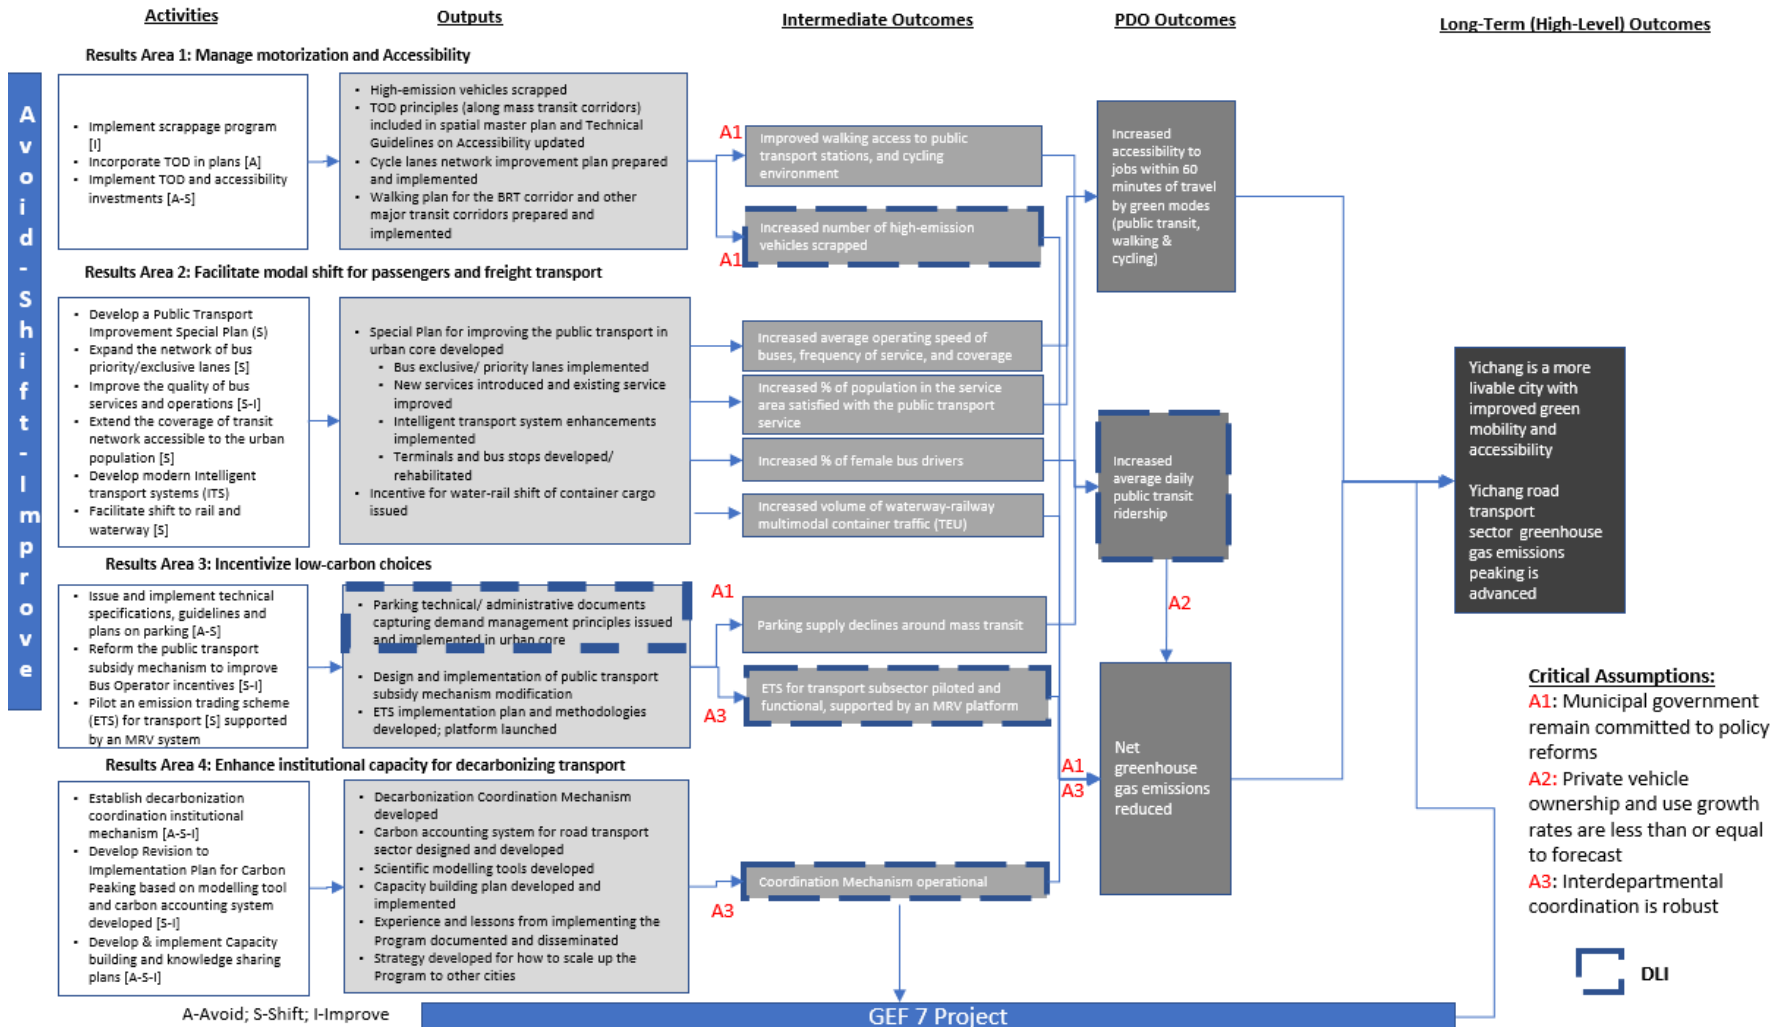 Activities
Outputs
Intermediate Outcomes
PDO Outcomes
Long-Term (High-Level) Outcomes
Avoid-Shift-Improve
Results Area 1: Manage motorization and Accessibility
• Implement scrappage program
[I]
• Incorporate TOD in plans [A]
• Implement TOD and accessibility
investments [A-S]
• High-emission vehicles scrapped
• TOD principles (along mass transit corridors)
included in spatial master plan and Technical
Guidelines on Accessibility updated
• Cycle lanes network improvement plan prepared
and implemented
• Walking plan for the BRT corridor and other
major transit corridors prepared and
implemented
A1
Improved walking access to public
transport stations, and cycling
environment
Increased number of high-emission
vehicles scrapped
A1
Increased
accessibility to
jobs within 60
minutes of travel
by green modes
(public transit,
walking &
cycling)
Results Area 2: Facilitate modal shift for passengers and freight transport
• Develop a Public Transport
Improvement Special Plan (S)
• Expand the network of bus
priority/exclusive lanes [S]
• Improve the quality of bus
services and operations [S-I]
• Extend the coverage of transit
network accessible to the urban
population [S]
• Develop modern Intelligent
transport systems (ITS)
• Facilitate shift to rail and
waterway [S]
• Special Plan for improving the public transport in
urban core developed
• Bus exclusive/ priority lanes implemented
• New services introduced and existing service
improved
• Intelligent transport system enhancements
implemented
• Terminals and bus stops developed/
rehabilitated
• Incentive for water-rail shift of container cargo
issued
Increased average operating speed of
buses, frequency of service, and coverage
Increased % of population in the service
area satisfied with the public transport
service
Increased % of female bus drivers
Increased volume of waterway-railway
multimodal container traffic (TEU)
Increased
average daily
public transit
ridership
Yichang is a more
livable city with
improved green
mobility and
accessibility
Yichang road
transport
sector greenhouse
gas emissions
peaking is
advanced
Results Area 3: Incentivize low-carbon choices
• Issue and implement technical
specifications, guidelines and
plans on parking [A-S]
• Reform the public transport
subsidy mechanism to improve
Bus Operator incentives [S-I]
• Pilot an emission trading scheme
(ETS) for transport [S] supported
by an MRV system
• Parking technical/ administrative documents
capturing demand management principles issued
and implemented in urban core
• Design and implementation of public transport
subsidy mechanism modification
• ETS implementation plan and methodologies
developed; platform launched
A1
Parking supply declines around mass transit
ETS for transport subsector piloted and
functional, supported by an MRV platform
A3
A2
A1
A3
Net
greenhouse
gas emissions
reduced
Results Area 4: Enhance institutional capacity for decarbonizing transport
• Establish decarbonization
coordination institutional
mechanism [A-S-I]
• Develop Revision to
Implementation Plan for Carbon
Peaking based on modelling tool
and carbon accounting system
developed [S-I]
• Develop & implement Capacity
building and knowledge sharing
plans [A-S-I]
• Decarbonization Coordination Mechanism
developed
• Carbon accounting system for road transport
sector designed and developed
• Scientific modelling tools developed
• Capacity building plan developed and
implemented
• Experience and lessons from implementing the
Program documented and disseminated
• Strategy developed for how to scale up the
Program to other cities
Coordination Mechanism operational
A3
Critical Assumptions:
A1: Municipal government
remain committed to policy
reforms
A2: Private vehicle
ownership and use growth
rates are less than or equal
to forecast
A3: Interdepartmental
coordination is robust
DLI
A-Avoid; S-Shift; I-Improve
GEF 7 Project